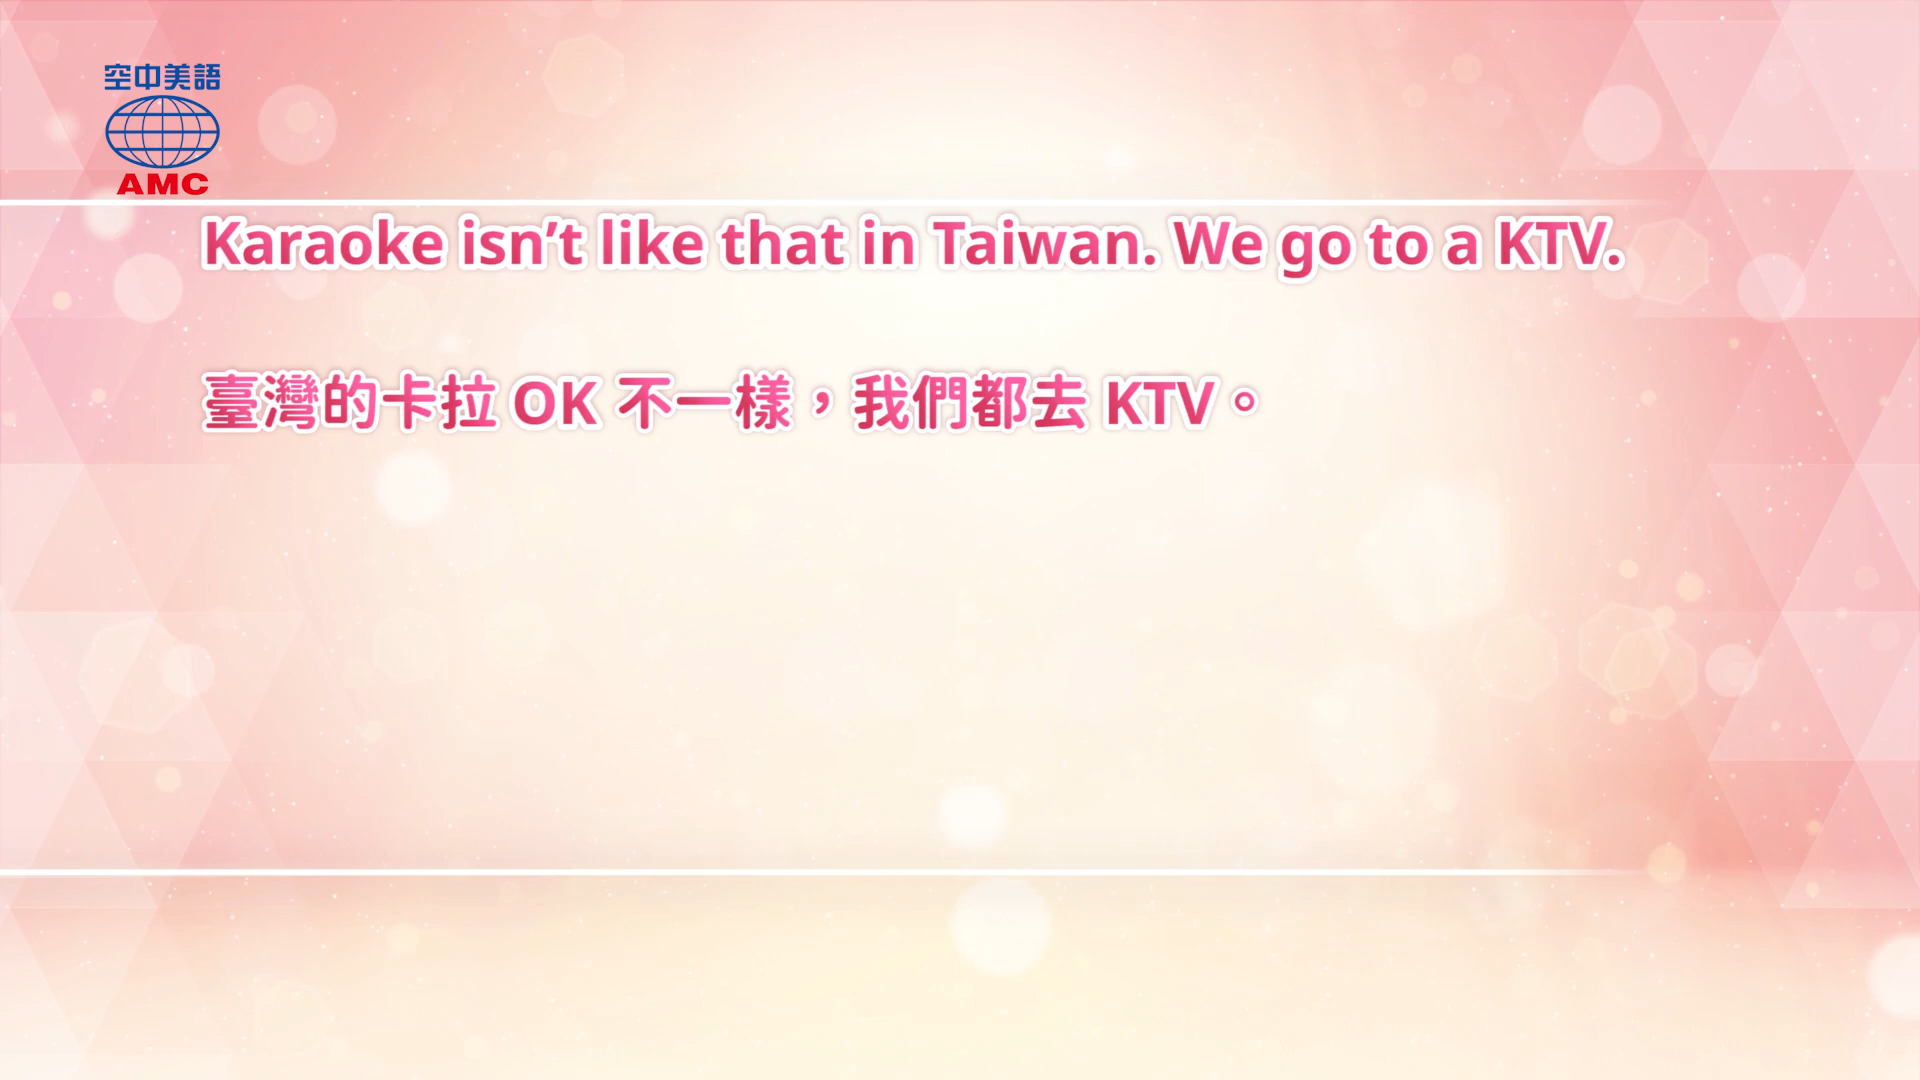 空中美語
AMC
Karaoke isn’t like that in Taiwan. We go to a KTV.
臺灣的卡拉 OK 不一樣，我們都去 KTV。